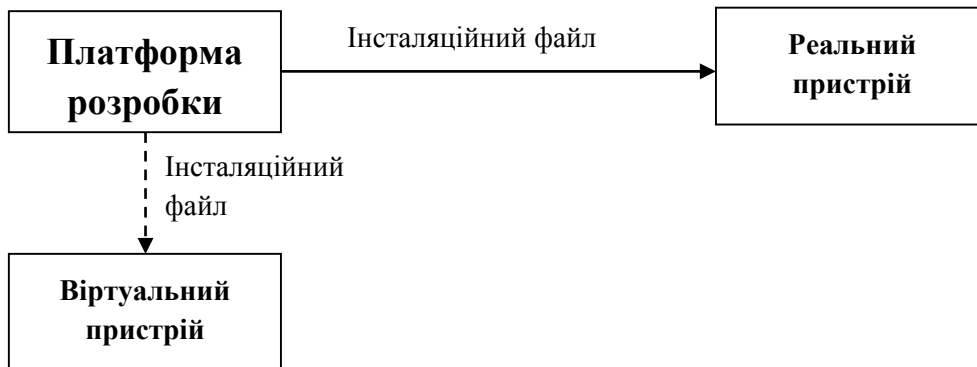 Платформа
розробки
Інсталяційний файл
Реальний
пристрій
Інсталяційний
файл
Віртуальний
пристрій